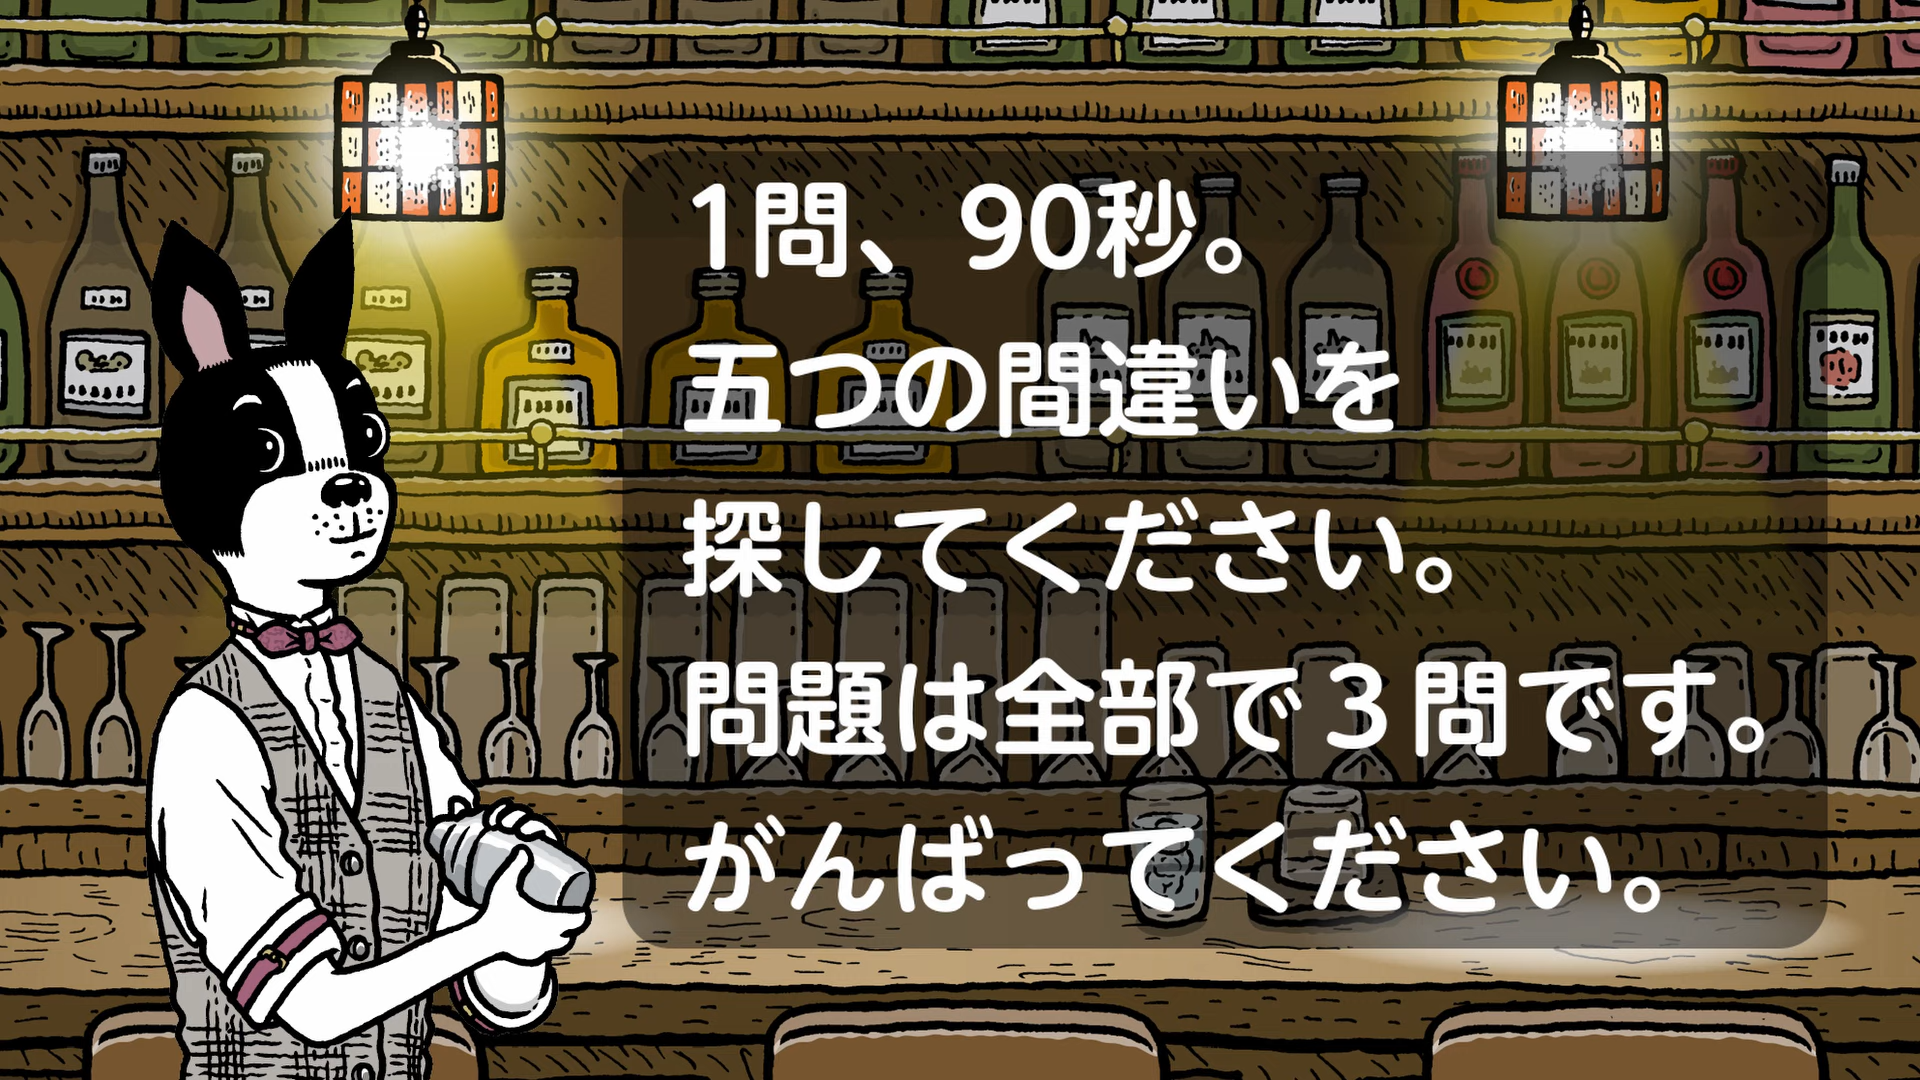 1問、90秒。
五つの間違いを
探してください。
問題は全部で３問です。
がんばってください。